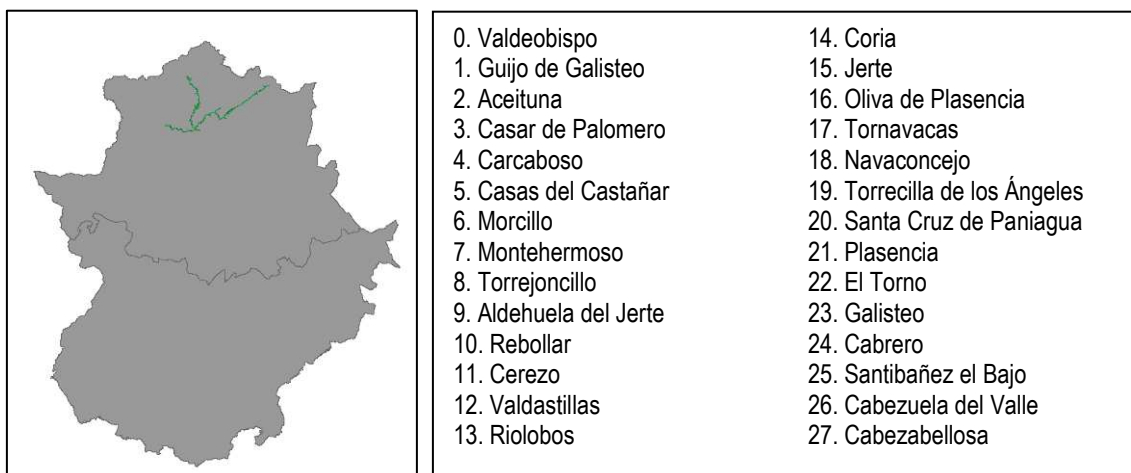 0. Valdeobispo
1. Guijo de Galisteo
2. Aceituna
3. Casar de Palomero
4. Carcaboso
5. Casas del Castañar
6. Morcillo
7. Montehermoso
8. Torrejoncillo
9. Aldehuela del Jerte
10. Rebollar
11. Cerezo
12. Valdastillas
13. Riolobos
14. Coria
15. Jerte
16. Oliva de Plasencia
17. Tornavacas
18. Navaconcejo
19. Torrecilla de los Ángeles
20. Santa Cruz de Paniagua
21. Plasencia
22. El Torno
23. Galisteo
24. Cabrero
25. Santibañez el Bajo
26. Cabezuela del Valle
27. Cabezabellosa